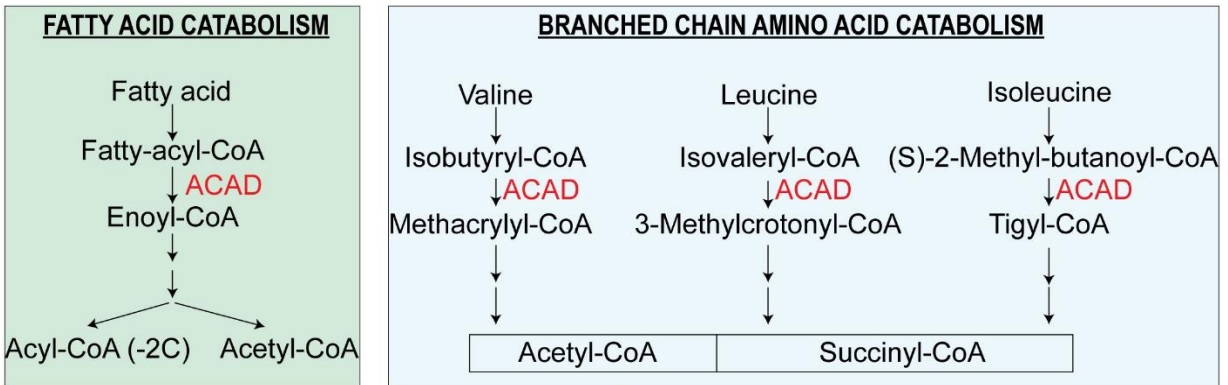 FATTY ACID CATABOLISM
Fatty acid
Fatty-acyl-CoA
ACAD
Enoyl-CoA
Acyl-CoA (-2C) Acetyl-CoA
BRANCHED CHAIN AMINO ACID CATABOLISM
Valine Leucine Isoleucine
Isobutyryl-CoA Isovaleryl-CoA (S)-2-Methyl-butanoyl-CoA
ACAD ACAD ACAD
Methacrylyl-CoA 3-Methylcrotonyl-CoA Tigyl-CoA
Acetyl-CoA Succinyl-CoA